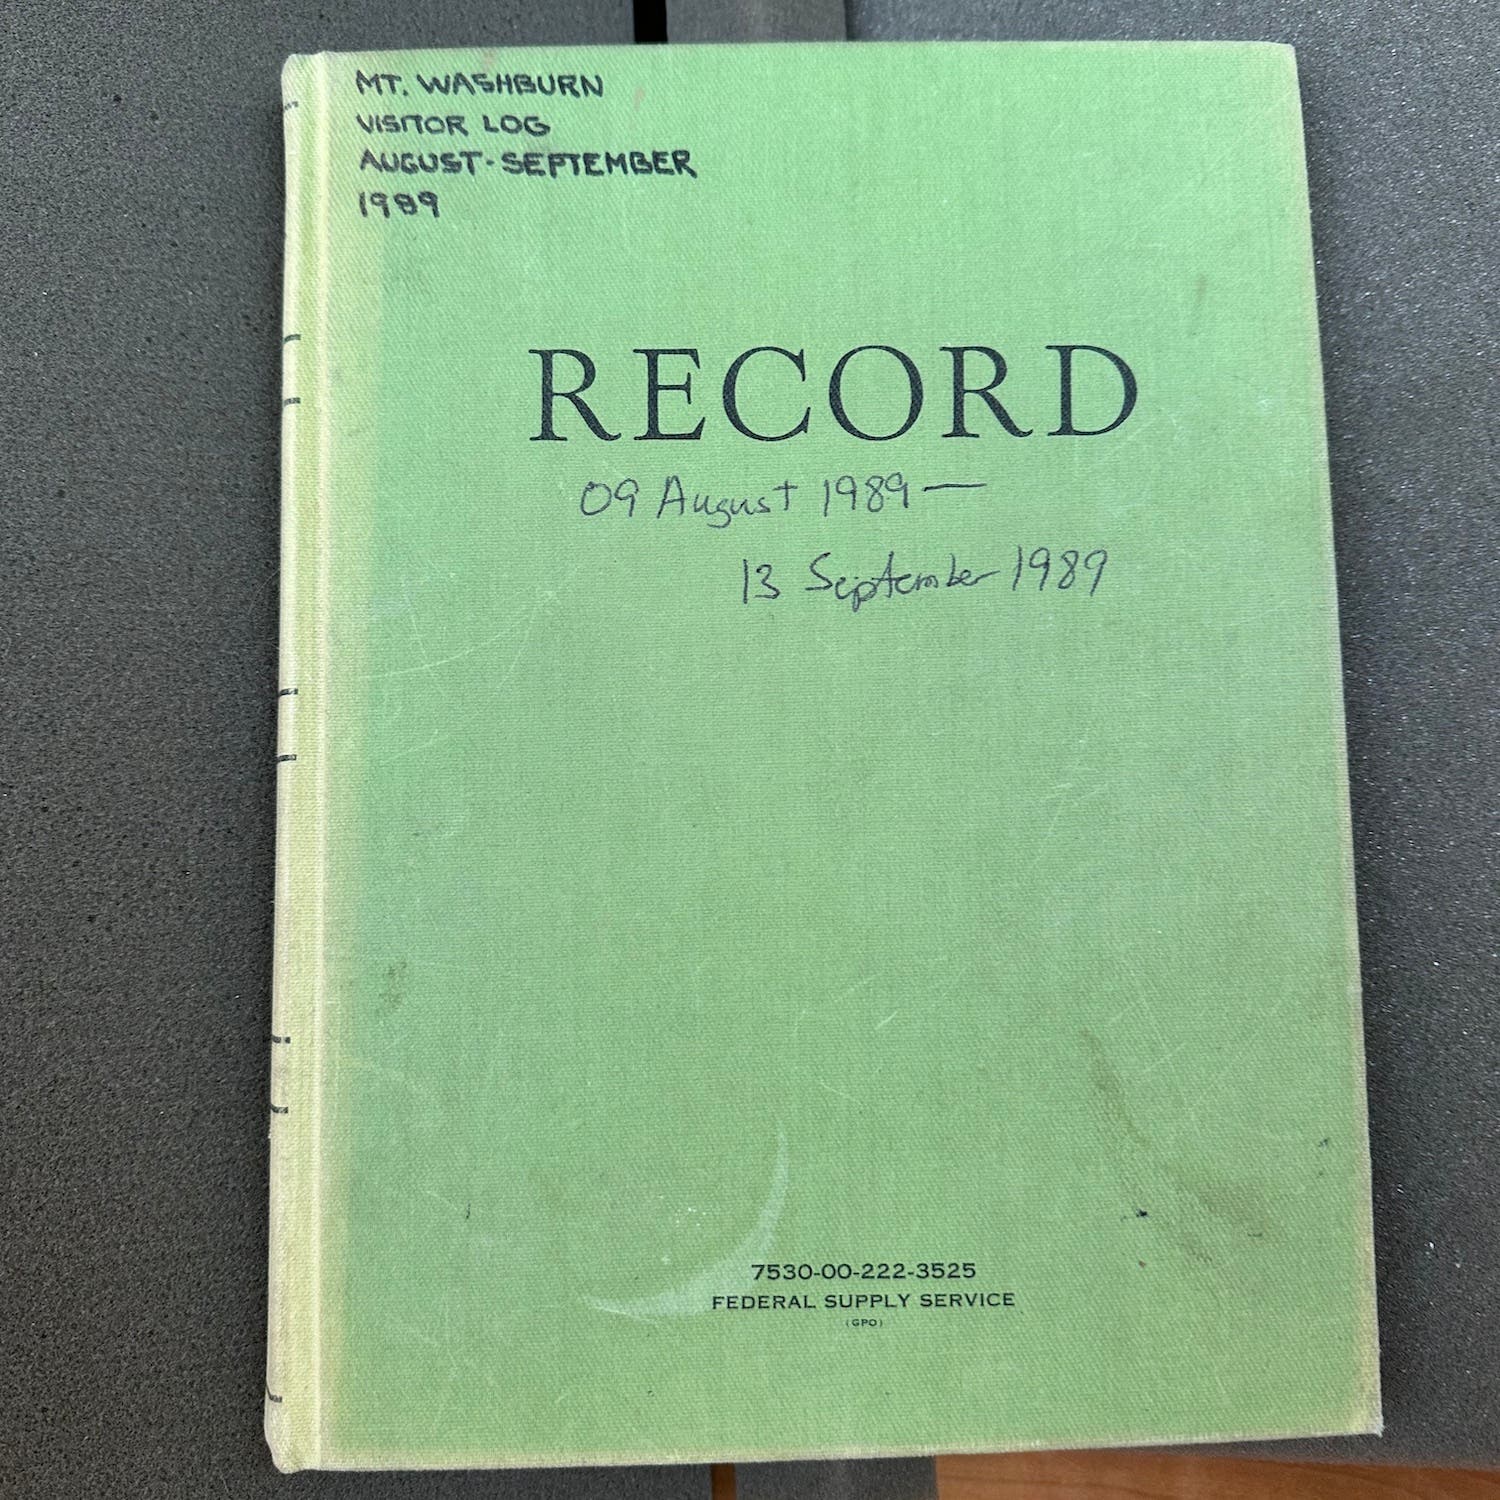 MT. WASHBURN
VISITOR LOG
AUGUST-SEPTEMBER
1989
RECORD
09 August 1989 —
13 September 1989
7530-00-222-3525
FEDERAL SUPPLY SERVICE
(GPO)